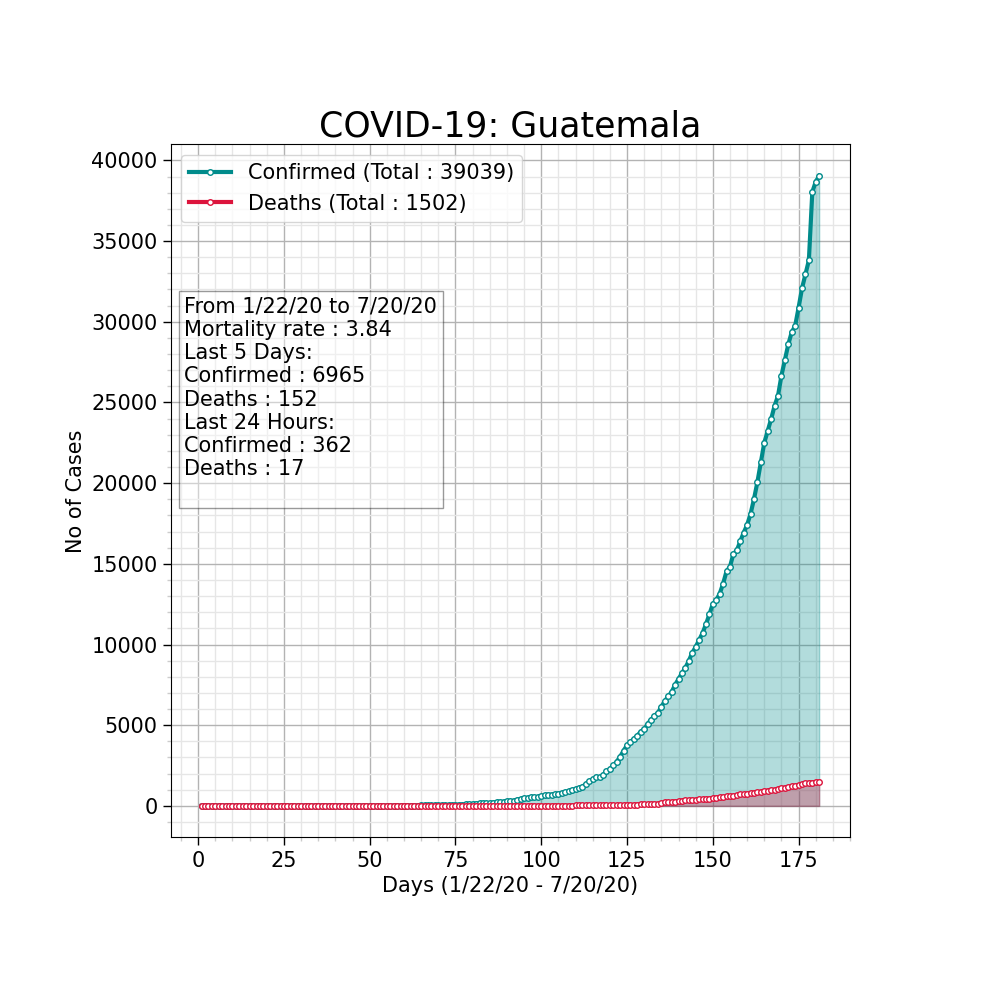 COVID-19: Guatemala
Confirmed (Total : 39039)
Deaths (Total : 1502)
From 1/22/20 to 7/20/20
Mortality rate : 3.84
Last 5 Days:
Confirmed : 6965
Deaths : 152
Last 24 Hours:
Confirmed : 362
Deaths : 17
No of Cases
40000
35000
30000
25000
20000
15000
10000
5000
0
0 25 50 75 100 125 150 175
Days (1/22/20 - 7/20/20)